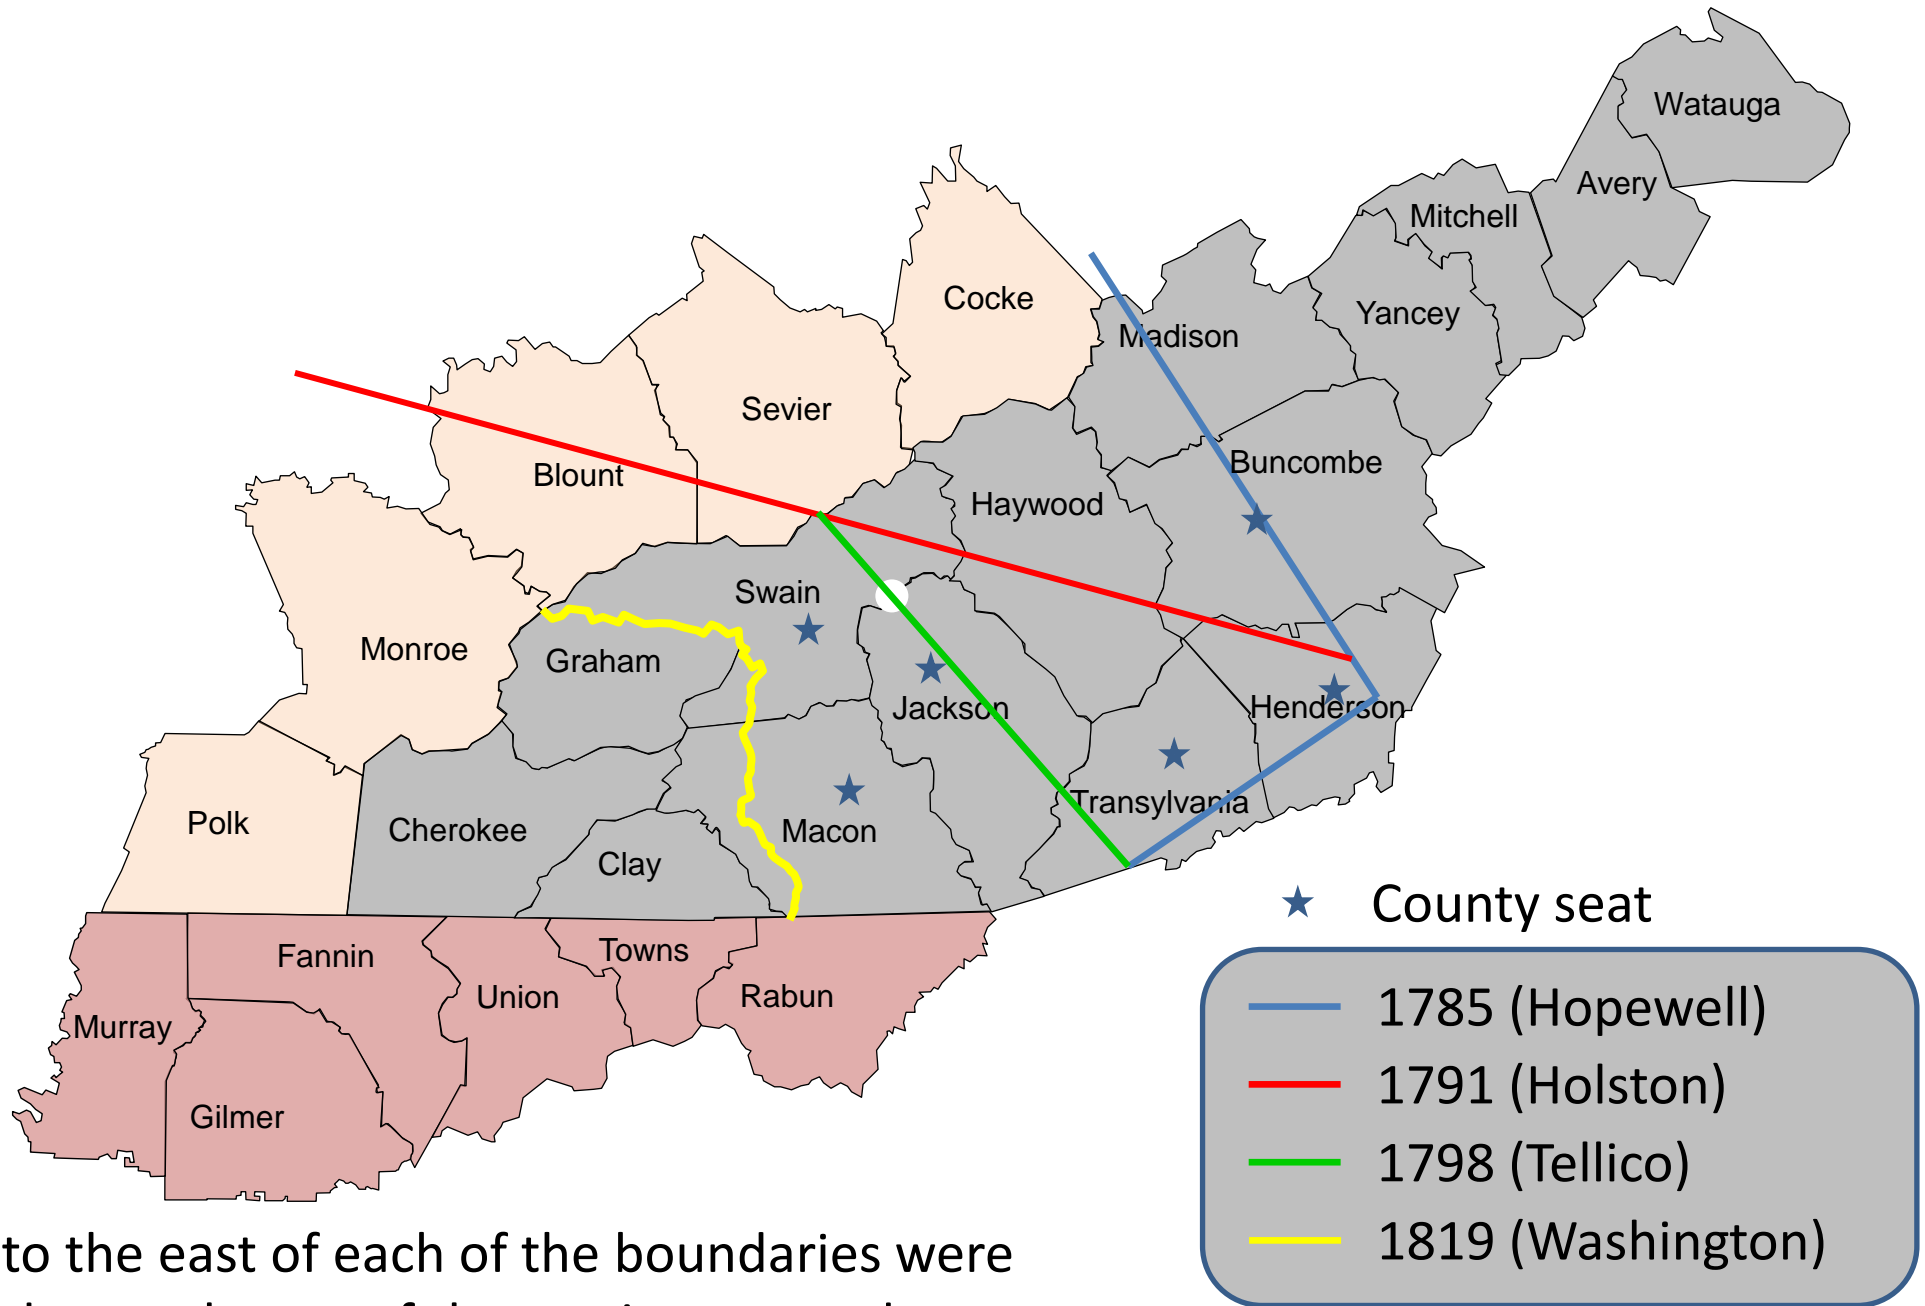 Watauga
Avery
Mitchell
Yancey
Cocke
Madison
Sevier
Buncombe
Blount
Haywood
Swain
Monroe
Graham
Jackson
Henderson
Transylvania
Polk
Cherokee
Macon
Clay
Fannin
Towns
Union
Rabun
Murray
Gilmer
County seat
1785 (Hopewell)
1791 (Holston)
1798 (Tellico)
1819 (Washington)
to the east of each of the boundaries were